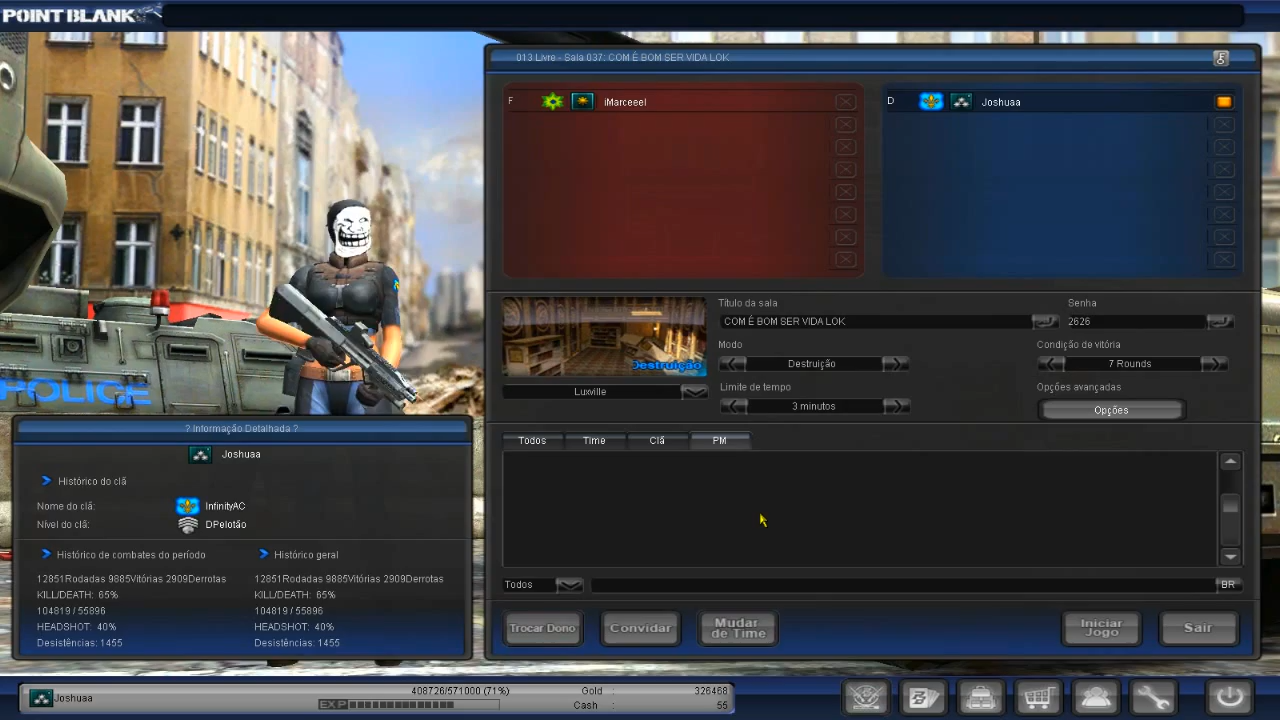 POINT BLANK
013 Livre - Sala 037: COM É BOM SER VIDA LOK
F
F iMarceeel
D Joshuaa
POLICE
Destruição
Luxville
Título da sala
COM É BOM SER VIDA LOK
Senha
2626
Modo
Destruição
Condição de vitória
7 Rounds
Limite de tempo
3 minutos
Opções avançadas
Opções
Todos Time Clã PM
Todos
BR
Trocar Dono
Convidar
Mudar
de Time
Iniciar
Jogo
Sair
? Informação Detalhada ?
Joshuaa
Histórico do clã
Nome do clã: InfinityAC
Nível do clã: DPelotão
Histórico de combates do período
12851Rodadas 9885Vitórias 2909Derrotas
KILL/DEATH: 65%
104819 / 55896
HEADSHOT: 40%
Desistências: 1455
Histórico geral
12851Rodadas 9885Vitórias 2909Derrotas
KILL/DEATH: 65%
104819 / 55896
HEADSHOT: 40%
Desistências: 1455
Joshuaa
408726/571000 (71%)
EXP
Gold : 328468
Cash : 55